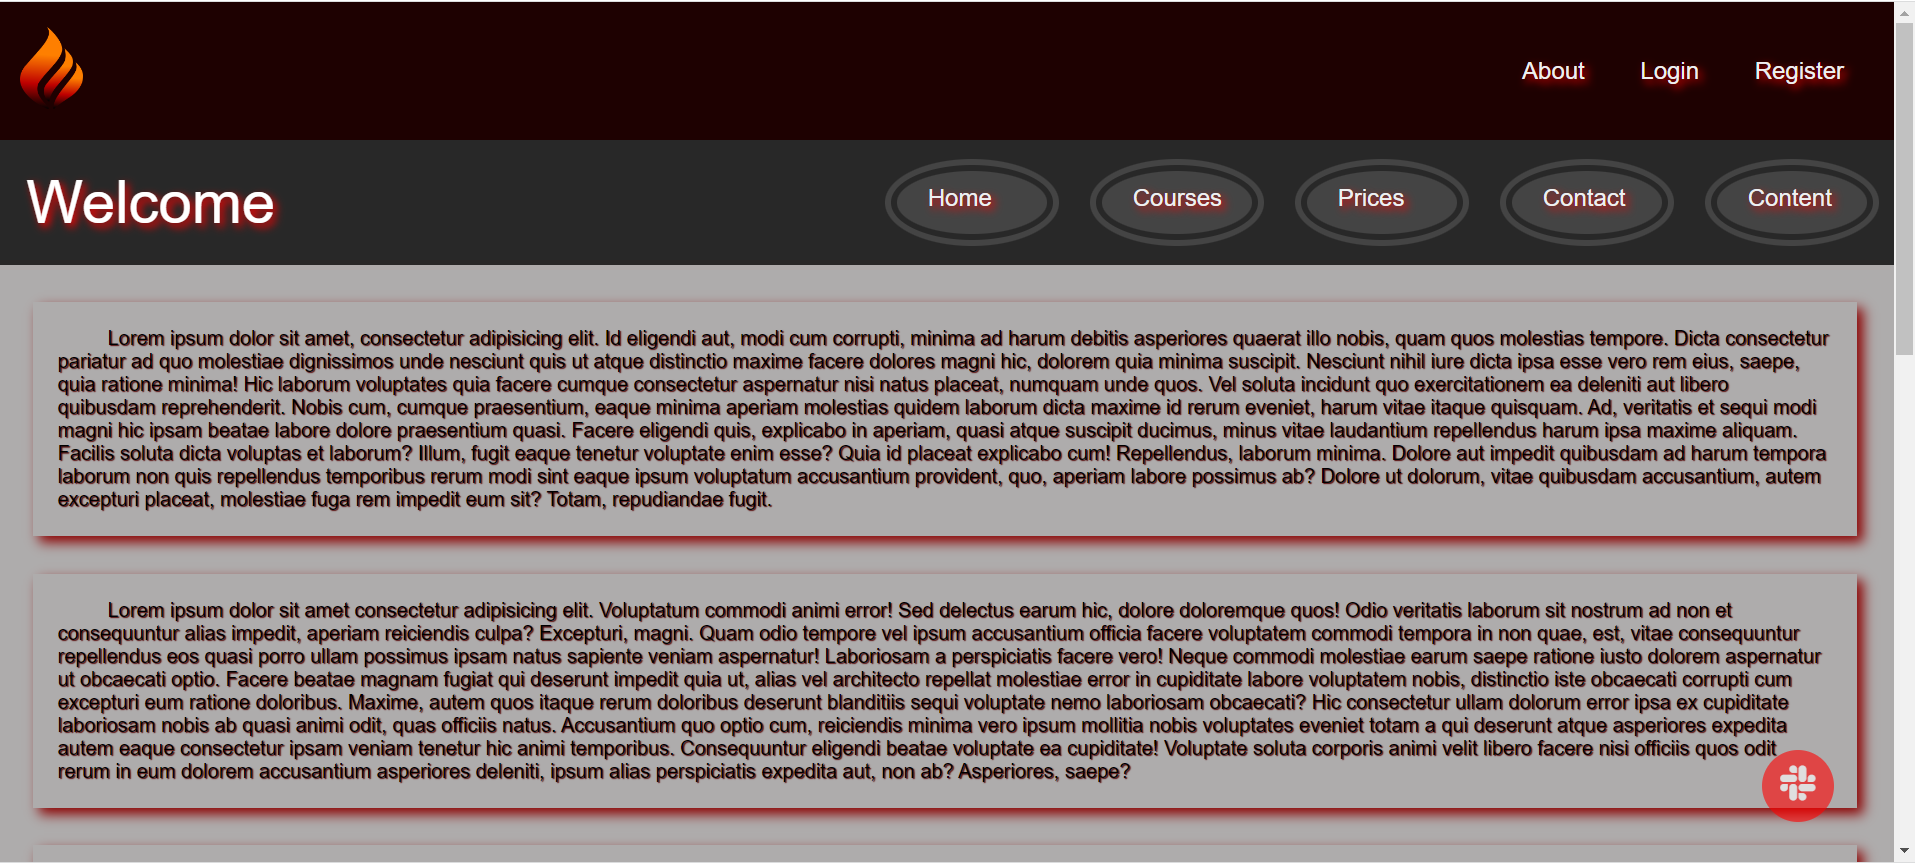 About Login Register
Welcome
Home Courses Prices Contact Content
Lorem ipsum dolor sit amet, consectetur adipisicing elit. Id eligendi aut, modi cum corrupti, minima ad harum debitis asperiores quaerat illo nobis, quam quos molestias tempore. Dicta consectetur
pariatur ad quo molestiae dignissimos unde nesciunt quis ut atque distinctio maxime facere dolores magni hic, dolorem quia minima suscipit. Nesciunt nihil iure dicta ipsa esse vero rem eius, saepe,
quia ratione minima! Hic laborum voluptates quia facere cumque consectetur aspernatur nisi natus placeat, numquam unde quos. Vel soluta incidunt quo exercitationem ea deleniti aut libero
quibusdam reprehenderit. Nobis cum, cumque praesentium, eaque minima aperiam molestias quidem laborum dicta maxime id rerum eveniet, harum vitae itaque quisquam. Ad, veritatis et sequi modi
magni hic ipsam beatae labore dolore praesentium quasi. Facere eligendi quis, explicabo in aperiam, quasi atque suscipit ducimus, minus vitae laudantium repellendus harum ipsa maxime aliquam.
Facilis soluta dicta voluptas et laborum? Illum, fugit eaque tenetur voluptate enim esse? Quia id placeat explicabo cum! Repellendus, laborum minima. Dolore aut impedit quibusdam ad harum tempora
laborum non quis repellendus temporibus rerum modi sint eaque ipsum voluptatum accusantium provident, quo, aperiam labore possimus ab? Dolore ut dolorum, vitae quibusdam accusantium, autem
excepturi placeat, molestiae fuga rem impedit eum sit? Totam, repudiandae fugit.
Lorem ipsum dolor sit amet consectetur adipisicing elit. Voluptatum commodi animi error! Sed delectus earum hic, dolore doloremque quos! Odio veritatis laborum sit nostrum ad non et
consequuntur alias impedit, aperiam reiciendis culpa? Excepturi, magni. Quam odio tempore vel ipsum accusantium officia facere voluptatem commodi tempora in non quae, est, vitae consequuntur
repellendus eos quasi porro ullam possimus ipsam natus sapiente veniam aspernatur! Laboriosam a perspiciatis facere vero! Neque commodi molestiae earum saepe ratione iusto dolorem aspernatur
ut obcaecati optio. Facere beatae magnam fugiat qui deserunt impedit quia ut, alias vel architecto repellat molestiae error in cupiditate labore voluptatem nobis, distinctio iste obcaecati corrupti cum
excepturi eum ratione doloribus. Maxime, autem quos itaque rerum doloribus deserunt blanditiis sequi voluptate nemo laboriosam obcaecati? Hic consectetur ullam dolorum error ipsa ex cupiditate
laboriosam nobis ab quasi animi odit, quas officiis natus. Accusantium quo optio cum, reiciendis minima vero ipsum mollitia nobis voluptates eveniet totam a qui deserunt atque asperiores expedita
autem eaque consectetur ipsam veniam tenetur hic animi temporibus. Consequuntur eligendi beatae voluptate ea cupiditate! Voluptate soluta corporis animi velit libero facere nisi officiis quos odit
rerum in eum dolorem accusantium asperiores deleniti, ipsum alias perspiciatis expedita aut, non ab? Asperiores, saepe?